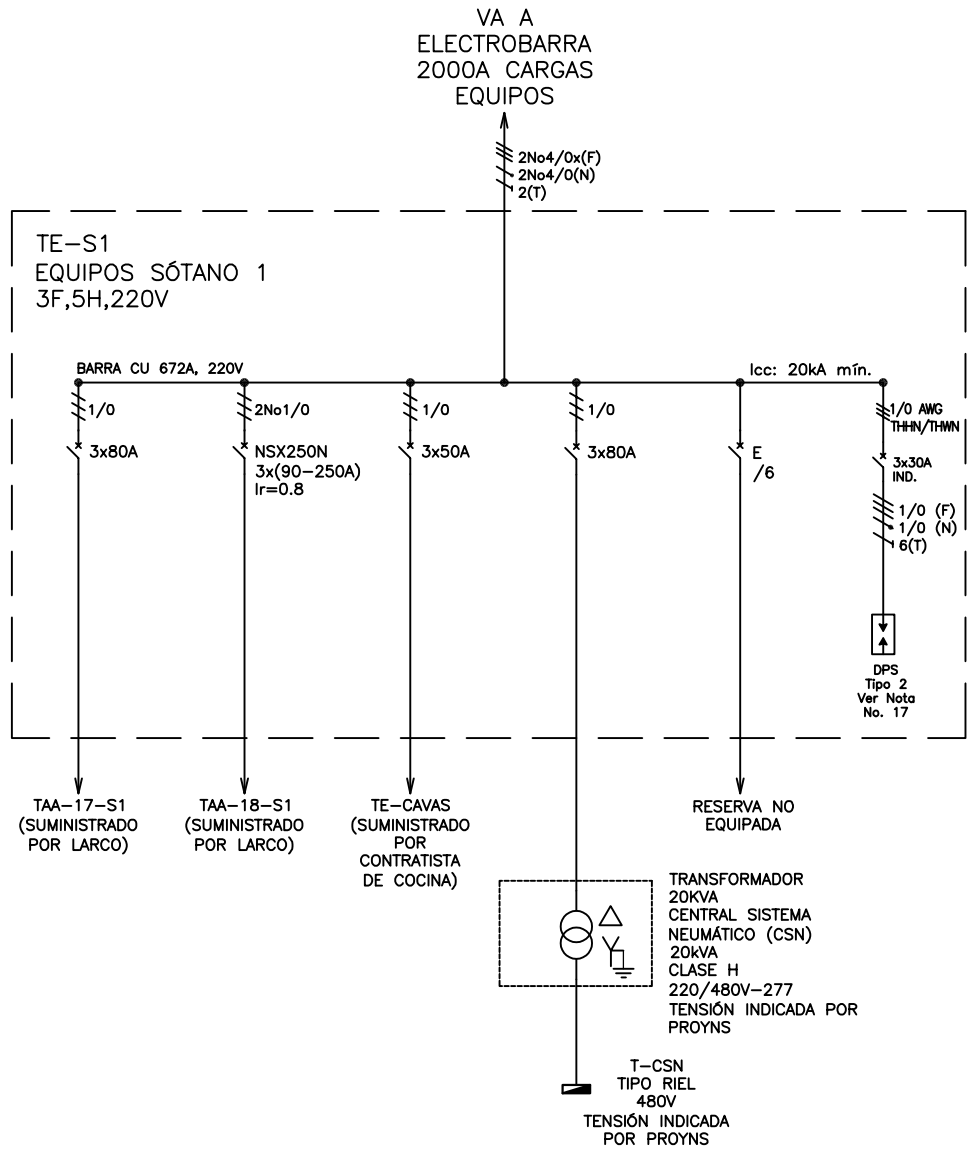 VA A
ELECTROBARRA
2000A CARGAS
EQUIPOS
2No4/0x(F)
2No4/0(N)
2(T)
TE-S1
EQUIPOS SÓTANO 1
3F,5H,220V
BARRA CU 672A, 220V
Icc: 20kA mín.
1/0
3x80A
2No1/0
NSX250N
3x(90-250A)
Ir=0.8
1/0
3x50A
1/0
3x80A
E
/6
1/0 AWG
THHN/THWN
3x30A
IND.
1/0 (F)
1/0 (N)
6(T)
DPS
Tipo 2
Ver Nota
No. 17
TAA-17-S1
(SUMINISTRADO
POR LARCO)
TAA-18-S1
(SUMINISTRADO
POR LARCO)
TE-CAVAS
(SUMINISTRADO
POR
CONTRATISTA
DE COCINA)
RESERVA NO
EQUIPADA
TRANSFORMADOR
20KVA
CENTRAL SISTEMA
NEUMÁTICO (CSN)
20kVA
CLASE H
220/480V-277
TENSIÓN INDICADA POR
PROYNS
T-CSN
TIPO RIEL
480V
TENSIÓN INDICADA
POR PROYNS